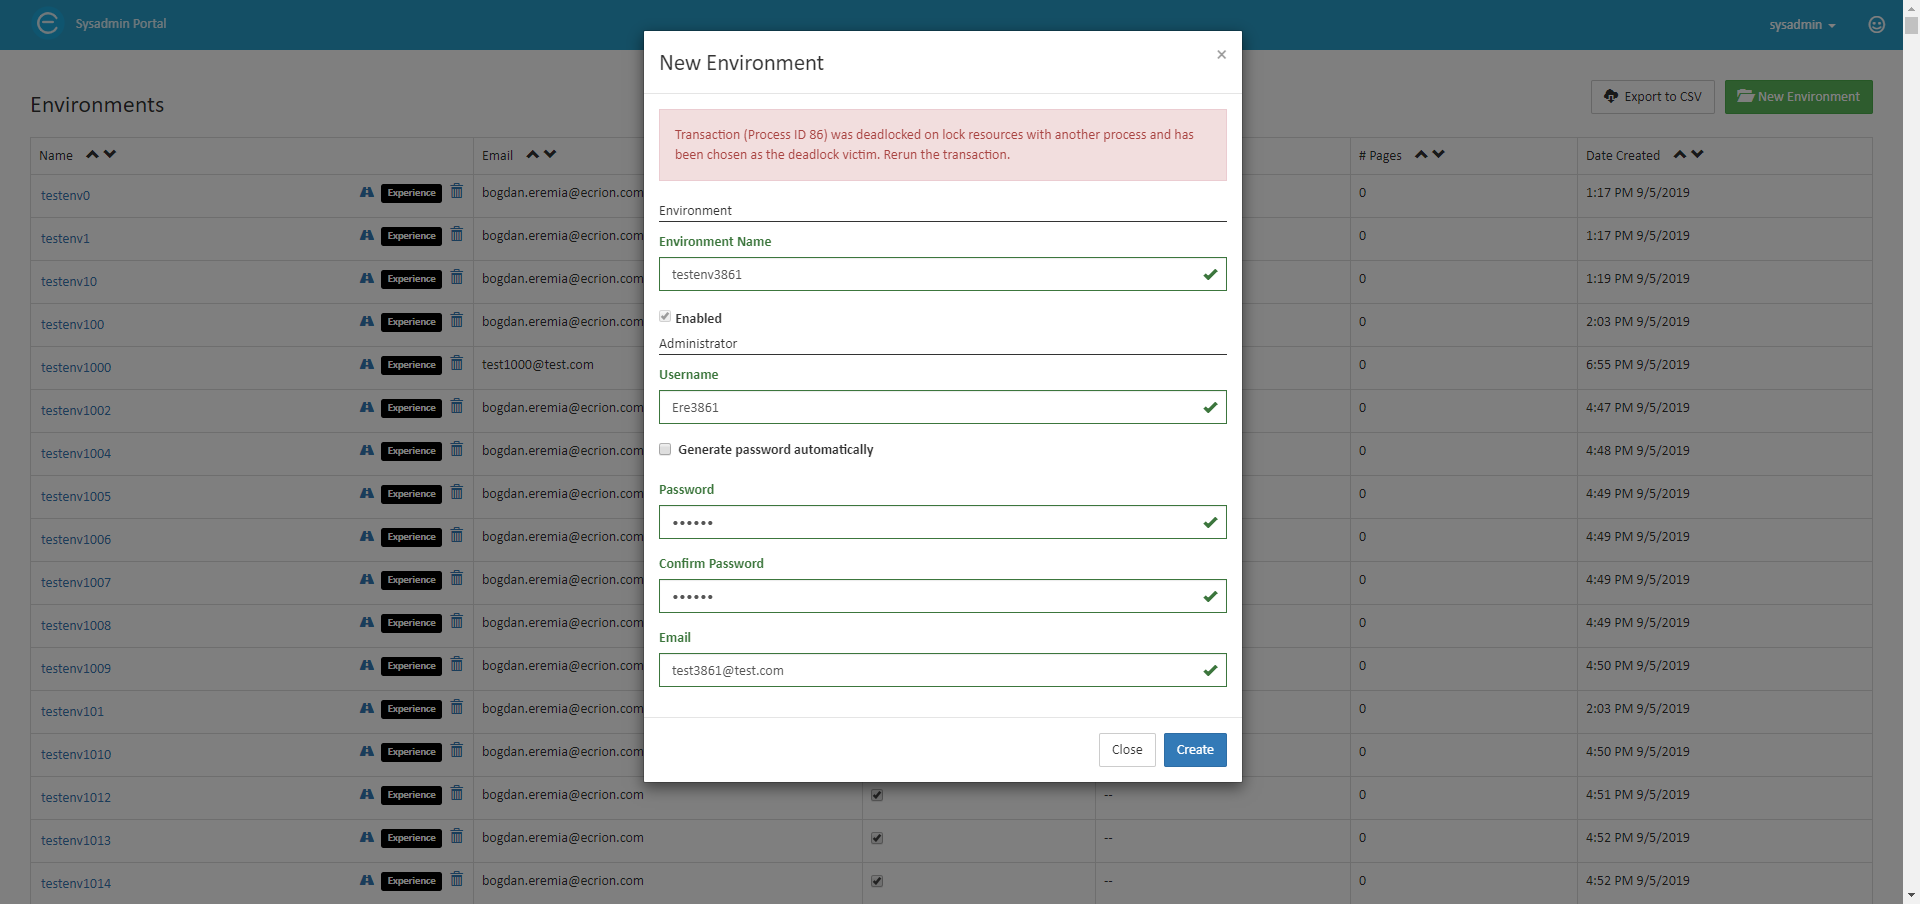 Sysadmin Portal
sysadmin
New Environment
×
Environments
Export to CSV
New Environment
Transaction (Process ID 86) was deadlocked on lock resources with another process and has
been chosen as the deadlock victim. Rerun the transaction.
Name Email # Pages Date Created
testenv0 Experience bogdan.eremia@ecrion.com 0 1:17 PM 9/5/2019
testenv1 Experience bogdan.eremia@ecrion.com 0 1:17 PM 9/5/2019
testenv10 Experience bogdan.eremia@ecrion.com 0 1:19 PM 9/5/2019
testenv100 Experience bogdan.eremia@ecrion.com 0 2:03 PM 9/5/2019
testenv1000 Experience test1000@test.com 0 6:55 PM 9/5/2019
testenv1002 Experience bogdan.eremia@ecrion.com 0 4:47 PM 9/5/2019
testenv1004 Experience bogdan.eremia@ecrion.com 0 4:48 PM 9/5/2019
testenv1005 Experience bogdan.eremia@ecrion.com 0 4:49 PM 9/5/2019
testenv1006 Experience bogdan.eremia@ecrion.com 0 4:49 PM 9/5/2019
testenv1007 Experience bogdan.eremia@ecrion.com 0 4:49 PM 9/5/2019
testenv1008 Experience bogdan.eremia@ecrion.com 0 4:49 PM 9/5/2019
testenv1009 Experience bogdan.eremia@ecrion.com 0 4:50 PM 9/5/2019
testenv101 Experience bogdan.eremia@ecrion.com 0 2:03 PM 9/5/2019
testenv1010 Experience bogdan.eremia@ecrion.com 0 4:50 PM 9/5/2019
testenv1012 Experience bogdan.eremia@ecrion.com -- 0 4:51 PM 9/5/2019
testenv1013 Experience bogdan.eremia@ecrion.com -- 0 4:52 PM 9/5/2019
testenv1014 Experience bogdan.eremia@ecrion.com -- 0 4:52 PM 9/5/2019
Environment
Environment Name
testenv3861
Enabled
Administrator
Username
Ere3861
Generate password automatically
Password
••••••
Confirm Password
••••••
Email
test3861@test.com
Close
Create